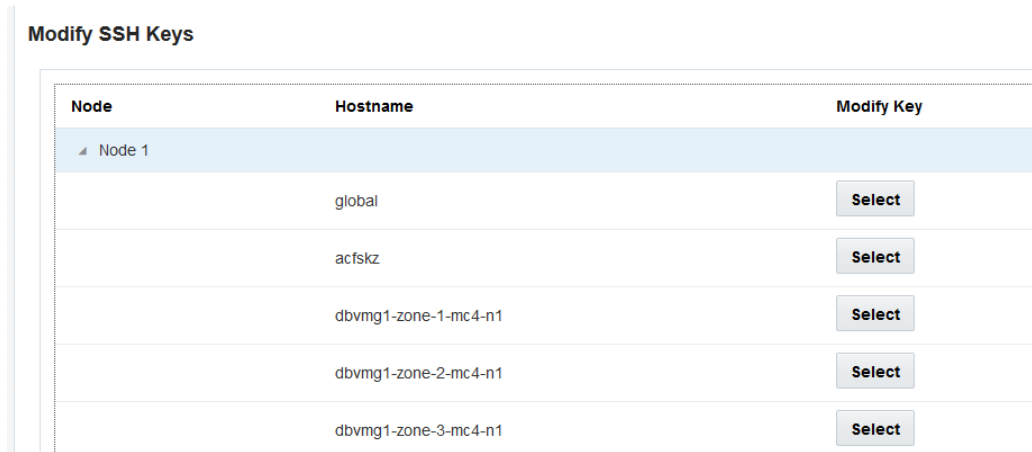 Modify SSH Keys
Node Hostname Modify Key
Node 1
global Select
acfskz Select
dbvmg1-zone-1-mc4-n1 Select
dbvmg1-zone-2-mc4-n1 Select
dbvmg1-zone-3-mc4-n1 Select